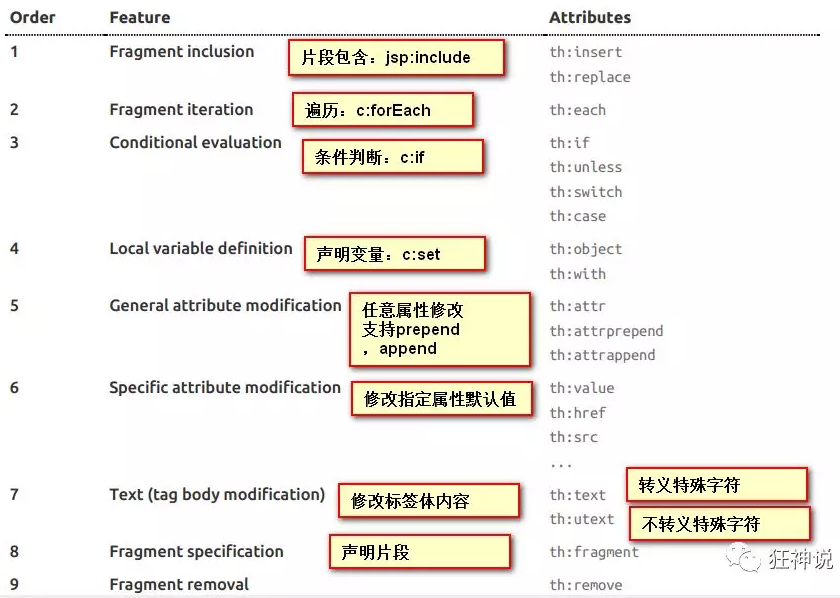 Order Feature Attributes
1 Fragment inclusion 片段包含：jsp:include th:insert
th:replace
2 Fragment iteration 遍历：c:forEach th:each
3 Conditional evaluation 条件判断：c:if th:if
th:unless
th:switch
th:case
4 Local variable definition 声明变量：c:set th:object
th:with
5 General attribute modification 任意属性修改 th:attr
支持prepend th:attrprepend
，append th:attrappend
6 Specific attribute modification 修改指定属性默认值 th:value
th:href
th:src
...
7 Text (tag body modification) 修改标签体内容 th:text 转义特殊字符
th:utext 不转义特殊字符
8 Fragment specification 声明片段 th:fragment
狂神说
9 Fragment removal th:remove